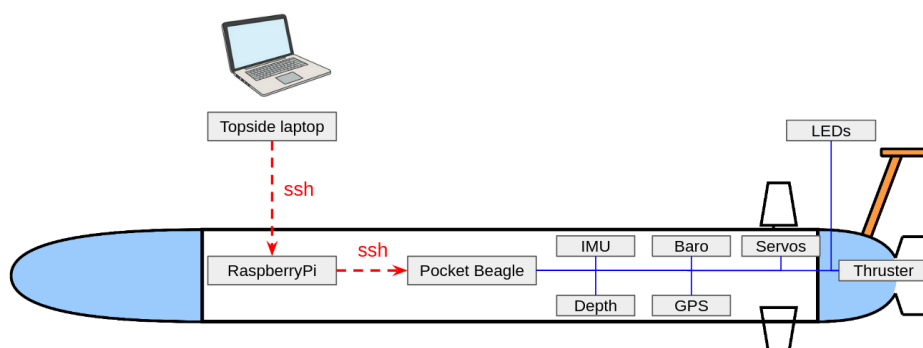 Topside laptop
LEDs
ssh
ssh
IMU
Baro
Servos
RaspberryPi
Pocket Beagle
Thruster
Depth
GPS